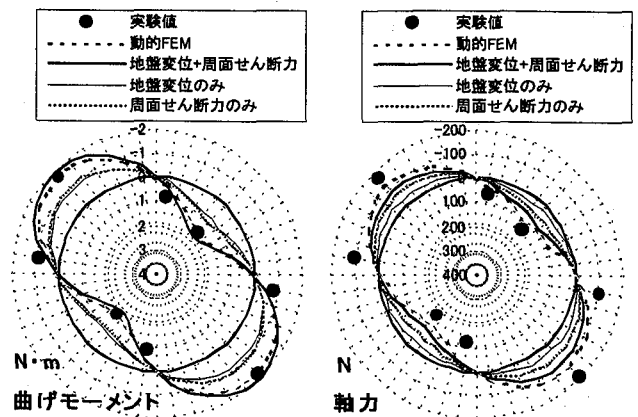 実験値
動的FEM
地盤変位+周面せん断力
地盤変位のみ
周面せん断力のみ
-2
-1
0
1
2
3
4
N・m
曲げモーメント
実験値
動的FEM
地盤変位+周面せん断力
地盤変位のみ
周面せん断力のみ
-200
-100
0
100
200
300
400
N
軸力